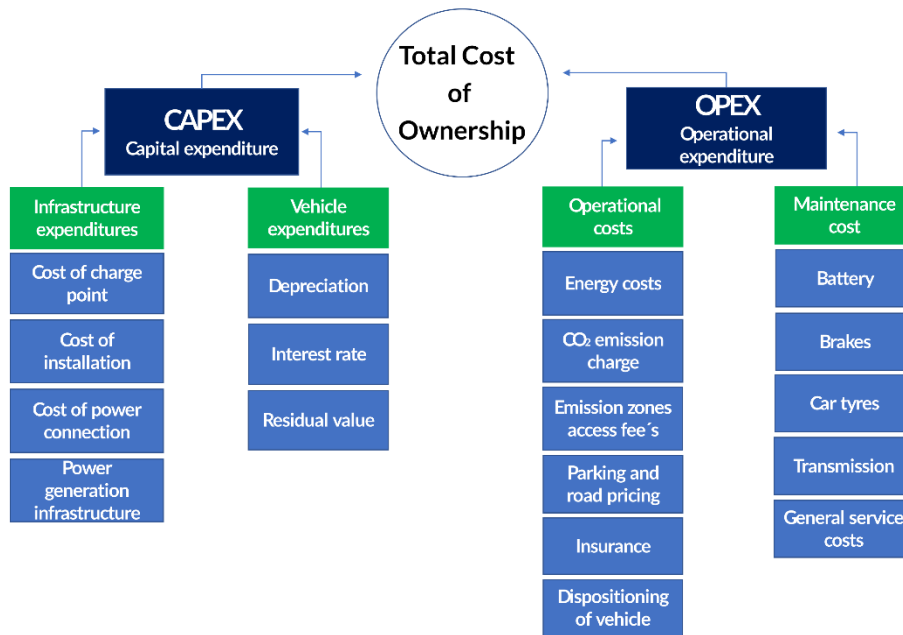 Total Cost
of
Ownership
CAPEX
Capital expenditure
OPEX
Operational
expenditure
Infrastructure
expenditures
Cost of charge
point
Cost of
installation
Cost of power
connection
Power
generation
infrastructure
Vehicle
expenditures
Depreciation
Interest rate
Residual value
Operational
costs
Energy costs
CO₂ emission
charge
Emission zones
access fee´s
Parking and
road pricing
Insurance
Dispositioning
of vehicle
Maintenance
cost
Battery
Brakes
Car tyres
Transmission
General service
costs